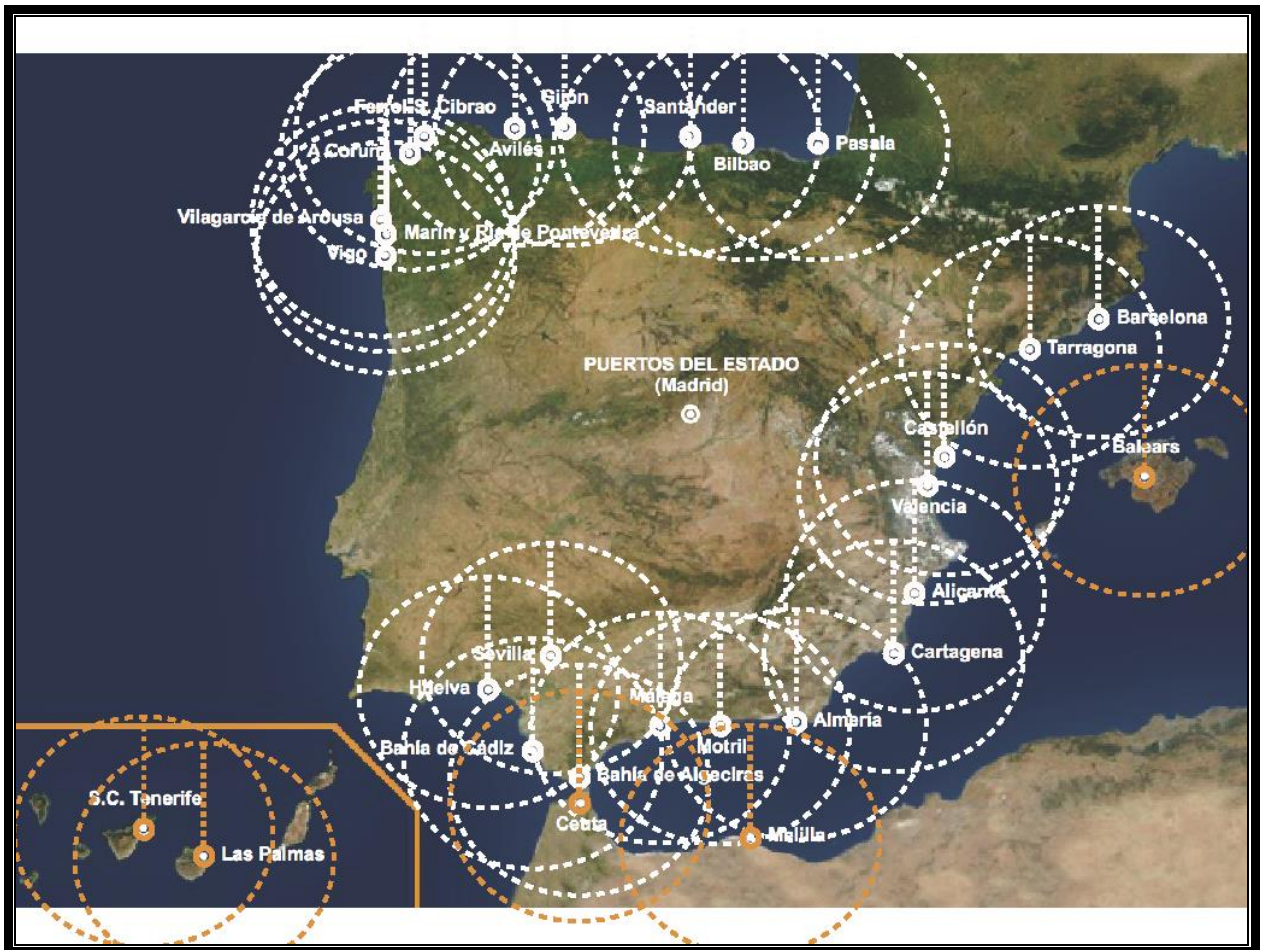 Ferrol-S. Cibrao
Gijón
Santander
A Coruña
Avilés
Bilbao
Pasaia
Vilagarcía de Arousa
Marín y Ría de Pontevedra
Vigo
Barcelona
Tarragona
PUERTOS DEL ESTADO
(Madrid)
Castellón
Balears
Valencia
Alicante
Sevilla
Cartagena
Huelva
Málaga
Almería
Motril
Bahía de Cádiz
Bahía de Algeciras
S.C. Tenerife
Ceuta
Melilla
Las Palmas